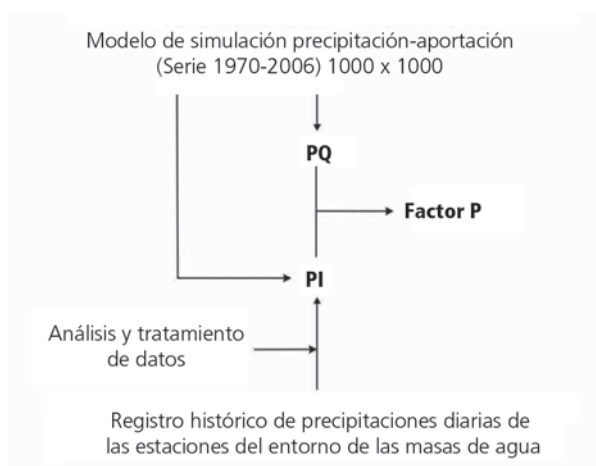 Modelo de simulación precipitación-aportación
(Serie 1970-2006) 1000 x 1000
PQ
Factor P
PI
Análisis y tratamiento
de datos
Registro histórico de precipitaciones diarias de
las estaciones del entorno de las masas de agua